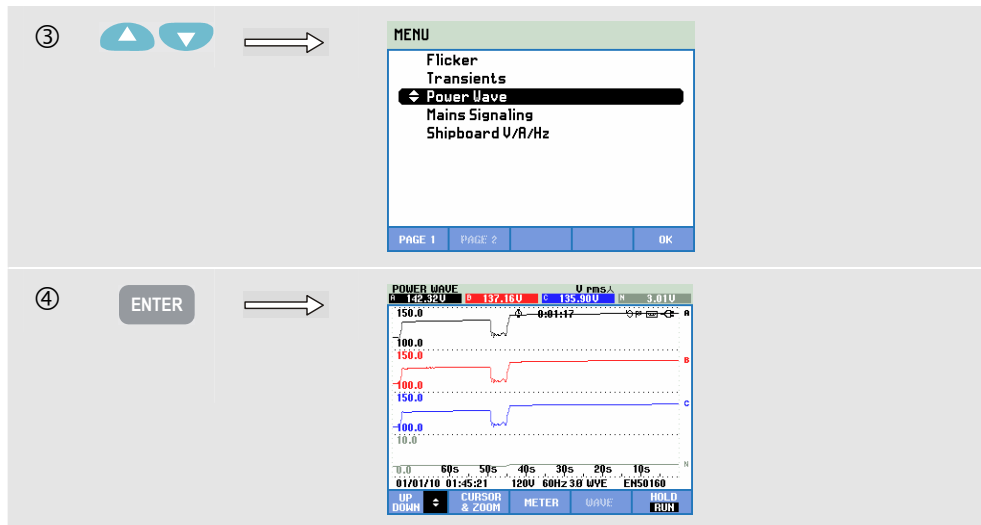 ③
MENU
Flicker
Transients
Power Wave
Mains Signaling
Shipboard V/A/Hz
PAGE 1 PAGE 2 OK
④
ENTER
POWER WAVE V rms
A 142.32V B 137.16V C 135.90V N 3.01V
150.0 0:01:17 A
100.0
150.0 B
100.0
150.0 C
100.0
10.0
0.0 60s 50s 40s 30s 20s 10s N
01/01/10 01:45:21 120V 60Hz 3Ø WYE EN50160
UP DOWN CURSOR & ZOOM METER WAVE HOLD RUN